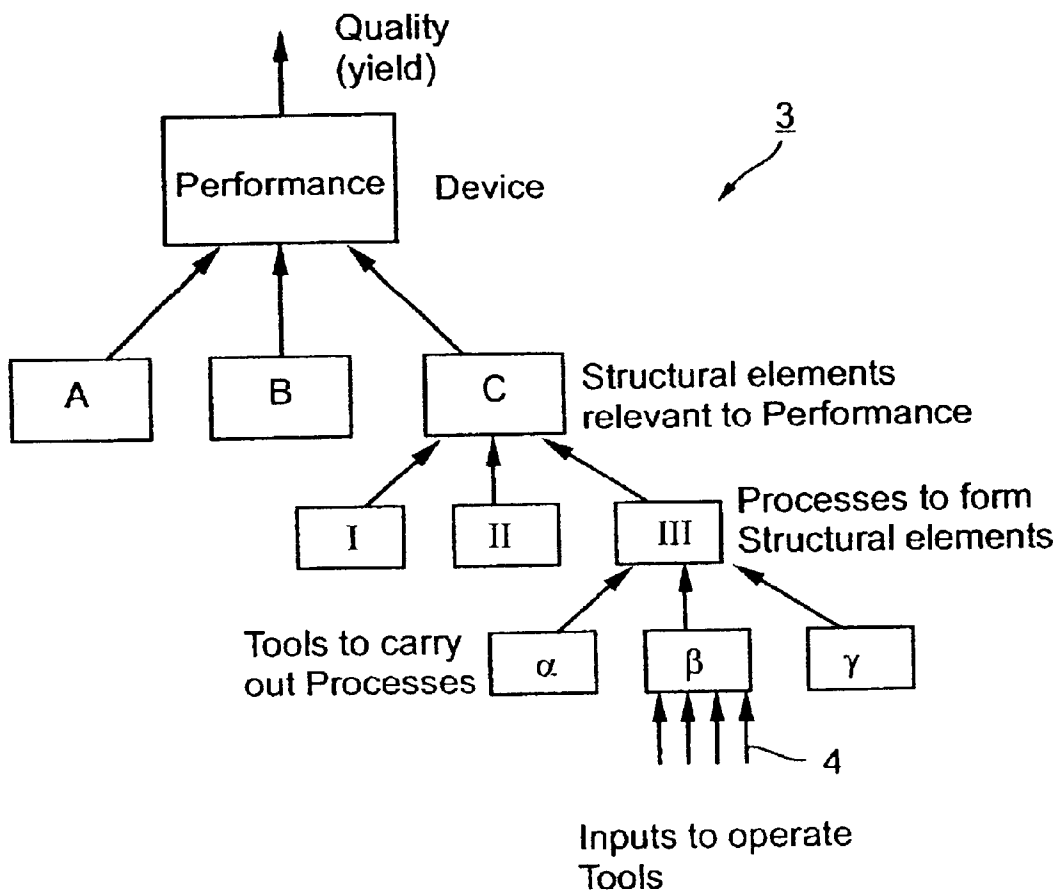 Quality
(yield)
3
Performance
Device
A
B
C
Structural elements
relevant to Performance
I
II
III
Processes to form
Structural elements
Tools to carry
out Processes
α
β
γ
4
Inputs to operate
Tools